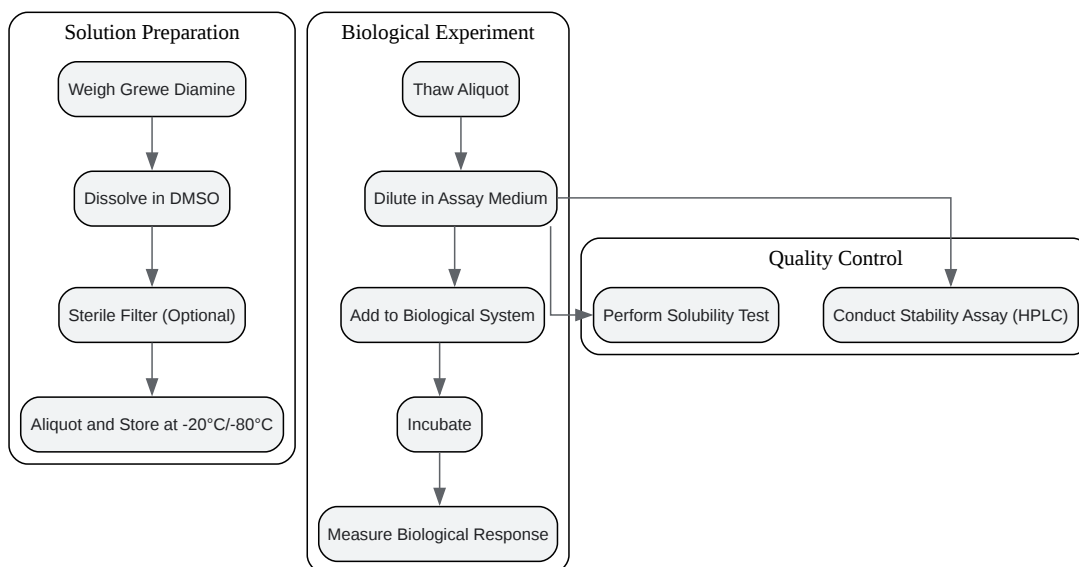 Solution Preparation
Weigh Grewe Diamine
Dissolve in DMSO
Sterile Filter (Optional)
Aliquot and Store at -20°C/-80°C
Biological Experiment
Thaw Aliquot
Dilute in Assay Medium
Add to Biological System
Incubate
Measure Biological Response
Quality Control
Perform Solubility Test
Conduct Stability Assay (HPLC)